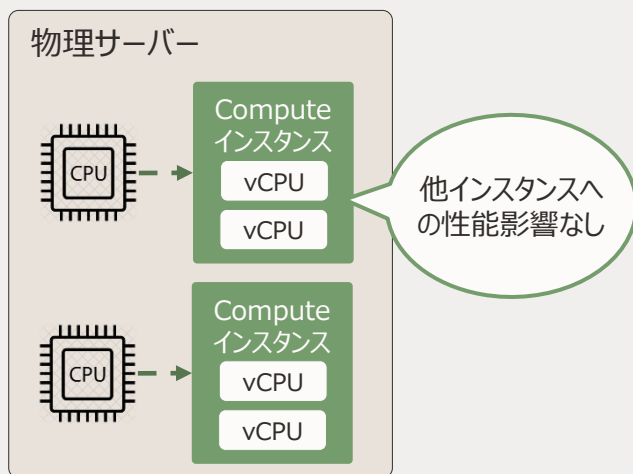 物理サーバー
CPU
Compute
インスタンス
vCPU
vCPU
他インスタンスへ
の性能影響なし
CPU
Compute
インスタンス
vCPU
vCPU